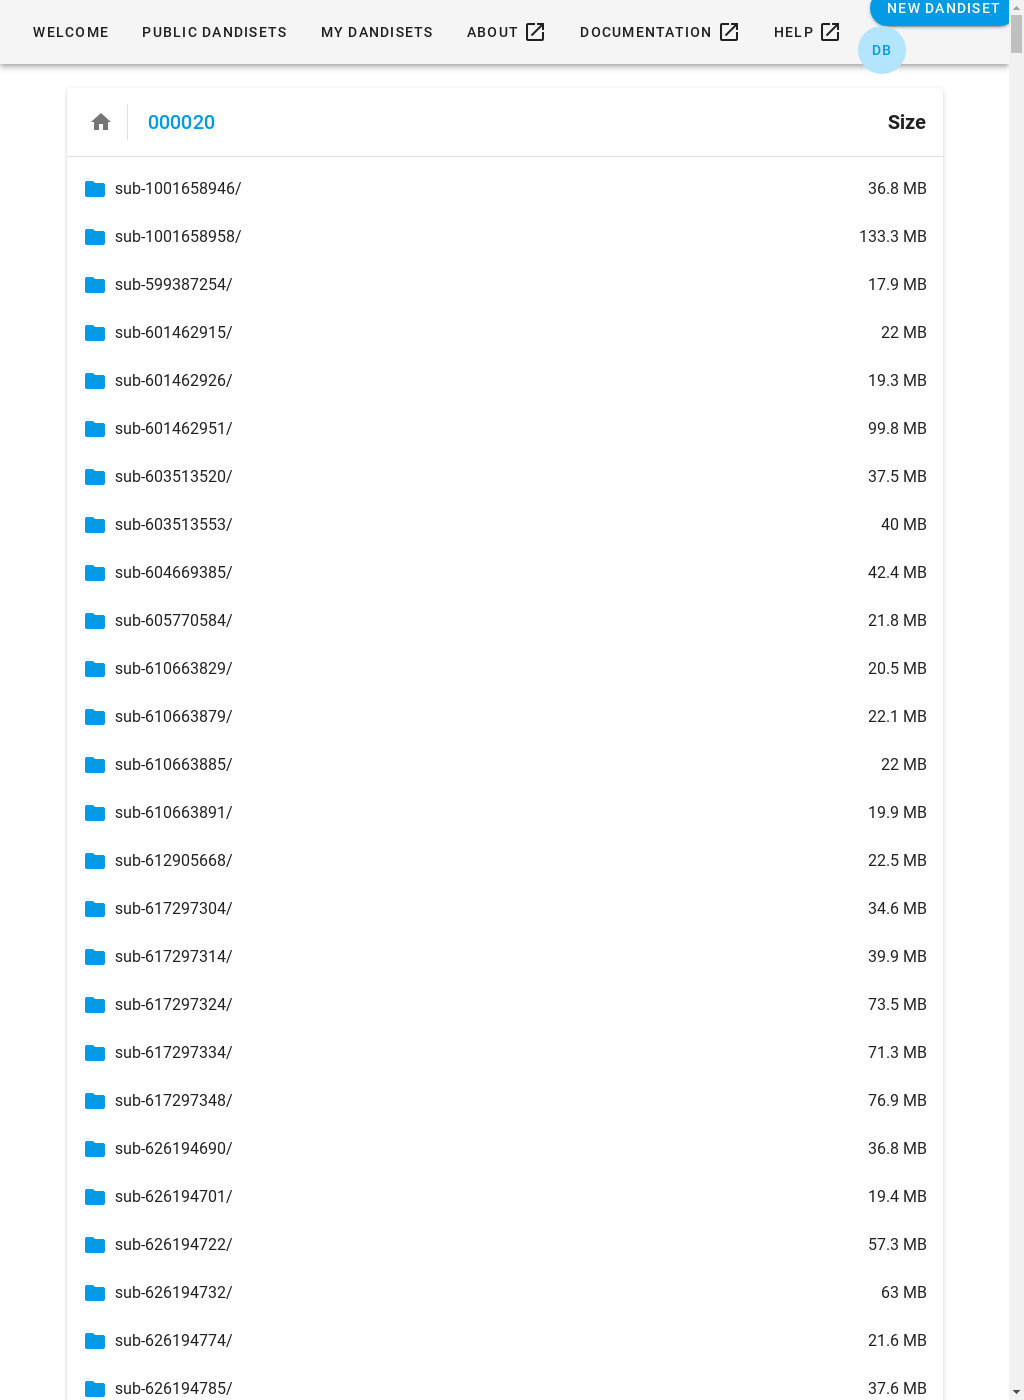 WELCOME PUBLIC DANDISETS MY DANDISETS ABOUT DOCUMENTATION HELP NEW DANDISET
DB
000020 Size
sub-1001658946/ 36.8 MB
sub-1001658958/ 133.3 MB
sub-599387254/ 17.9 MB
sub-601462915/ 22 MB
sub-601462926/ 19.3 MB
sub-601462951/ 99.8 MB
sub-603513520/ 37.5 MB
sub-603513553/ 40 MB
sub-604669385/ 42.4 MB
sub-605770584/ 21.8 MB
sub-610663829/ 20.5 MB
sub-610663879/ 22.1 MB
sub-610663885/ 22 MB
sub-610663891/ 19.9 MB
sub-612905668/ 22.5 MB
sub-617297304/ 34.6 MB
sub-617297314/ 39.9 MB
sub-617297324/ 73.5 MB
sub-617297334/ 71.3 MB
sub-617297348/ 76.9 MB
sub-626194690/ 36.8 MB
sub-626194701/ 19.4 MB
sub-626194722/ 57.3 MB
sub-626194732/ 63 MB
sub-626194774/ 21.6 MB
sub-626194785/ 37.6 MB